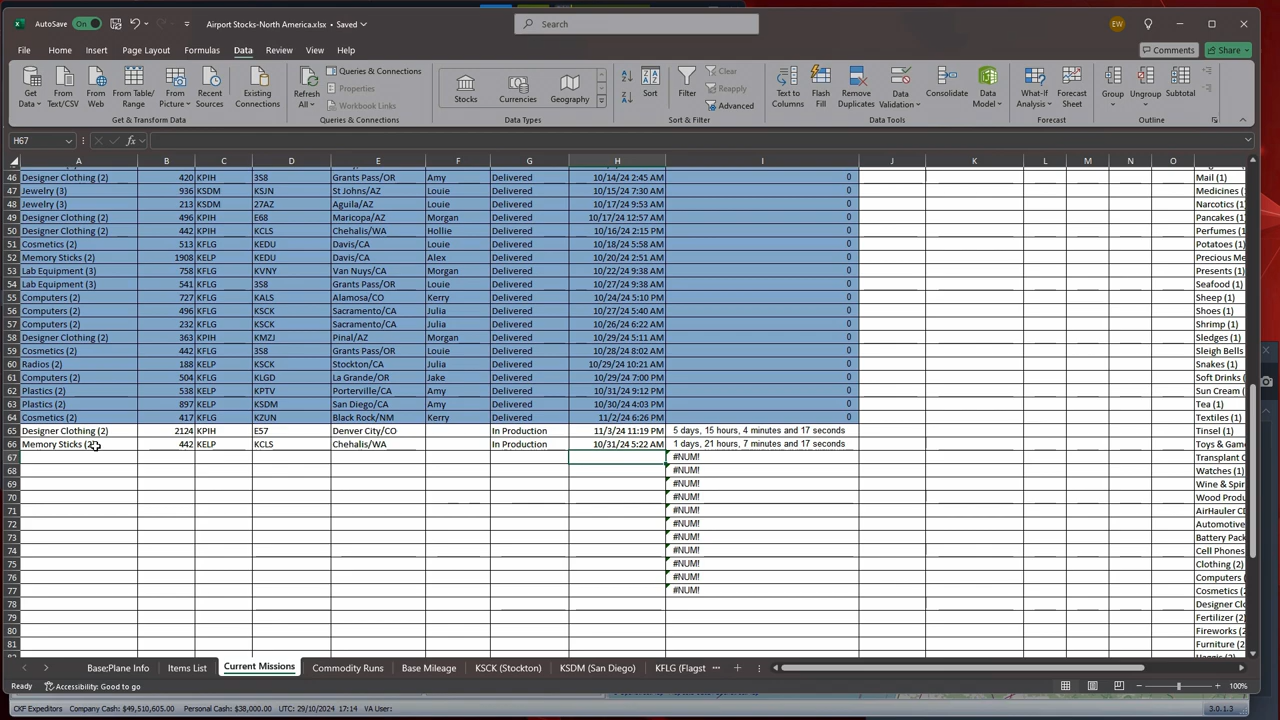 AutoSave On Airport Stocks-North America.xlsx • Saved Search EW
File Home Insert Page Layout Formulas Data Review View Help Comments Share
Get Data From Text/CSV From Web From Table/ Range From Picture Recent Sources Existing Connections Refresh All Queries & Connections Properties Workbook Links Stocks Currencies Geography Sort Filter Clear Reapply Advanced Text to Columns Flash Fill Remove Duplicates Data Validation Consolidate Data Model What-If Analysis Forecast Sheet Group Ungroup Subtotal
Get & Transform Data Queries & Connections Data Types Sort & Filter Data Tools Forecast Outline
H67 fx
A B C D E F G H I J K L M N O
46 Designer Clothing (2) 420 KPIH 3S8 Grants Pass/OR Amy Delivered 10/14/24 2:45 AM 0 Mail (1)
47 Jewelry (3) 936 KSDM KSJN St Johns/AZ Louie Delivered 10/15/24 7:30 AM 0 Medicines
48 Jewelry (3) 213 KSDM 27AZ Aguila/AZ Louie Delivered 10/17/24 9:53 AM 0 Narcotics
49 Designer Clothing (2) 496 KPIH E68 Maricopa/AZ Morgan Delivered 10/17/24 12:57 AM 0 Pancakes (
50 Designer Clothing (2) 442 KPIH KCLS Chehalis/WA Hollie Delivered 10/16/24 2:15 PM 0 Perfumes (
51 Cosmetics (2) 513 KFLG KEDU Davis/CA Louie Delivered 10/18/24 5:58 AM 0 Potatoes (
52 Memory Sticks (2) 1908 KELP KEDU Davis/CA Alex Delivered 10/20/24 2:51 AM 0 Precious Me
53 Lab Equipment (3) 758 KFLG KVNY Van Nuys/CA Morgan Delivered 10/22/24 9:38 AM 0 Presents (1)
54 Lab Equipment (3) 541 KFLG 3S8 Grants Pass/OR Louie Delivered 10/27/24 9:38 AM 0 Seafood (1)
55 Computers (2) 727 KFLG KALS Alamosa/CA Kerry Delivered 10/24/24 5:10 PM 0 Sheep (1)
56 Computers (2) 496 KFLG KSCK Sacramento/CA Julia Delivered 10/27/24 5:40 AM 0 Shoes (1)
57 Computers (2) 232 KFLG KSCK Sacramento/CA Julia Delivered 10/26/24 6:22 AM 0 Shrimp (1)
58 Designer Clothing (2) 363 KPIH KMZJ Pinal/AZ Morgan Delivered 10/29/24 5:11 AM 0 Sledges (1)
59 Cosmetics (2) 442 KFLG 3S8 Grants Pass/OR Louie Delivered 10/28/24 8:02 AM 0 Sleigh Bells
60 Radios (2) 188 KELP KSCK Stockton/CA Julia Delivered 10/29/24 10:21 AM 0 Snakes (1)
61 Computers (2) 504 KFLG KLGD La Grande/OR Jake Delivered 10/29/24 7:00 PM 0 Soft Drinks (
62 Plastics (2) 538 KELP KPTV Porterville/CA Amy Delivered 10/31/24 9:12 AM 0 Sun Cream (
63 Plastics (2) 897 KELP KSDM San Diego/CA Amy Delivered 10/30/24 4:03 AM 0 Tea (1)
64 Cosmetics (2) 417 KFLG KZUN Black Rock/NM Kerry Delivered 11/2/24 6:26 PM 0 Textiles (1)
65 Designer Clothing (2) 2124 KPIH E57 Denver City/CO In Production 11/3/24 11:19 PM 5 days, 15 hours, 4 minutes and 17 seconds Tinsel (1)
66 Memory Sticks (2) 442 KELP KCLS Chehalis/WA In Production 10/31/24 5:22 AM 1 days, 21 hours, 7 minutes and 17 seconds Toys & Gam
67 #NUM! Transplant O
68 #NUM! Watches (1)
69 #NUM! Wine & Spir
70 #NUM! Wood Produ
71 #NUM! AirHauler CD
72 #NUM! Automotive
73 #NUM! Battery Pack
74 #NUM! Cell Phones
75 #NUM! Clothing (2)
76 #NUM! Computers (
77 #NUM! Cosmetics (
78 Designer Clo
79 Fertilizer (2)
80 Fireworks (
81 Furniture (2
Base;Plane Info Items List Current Missions Commodity Runs Base Mileage KSCK (Stockton) KSDM (San Diego) KFLG (Flagst ...
Ready Accessibility: Good to go 100%
CKF Expeditors Company Cash: $49,510,605.00 Personal Cash: $38,000.00 UTC: 29/10/2024 17:14 VA User: 3.0.1.3